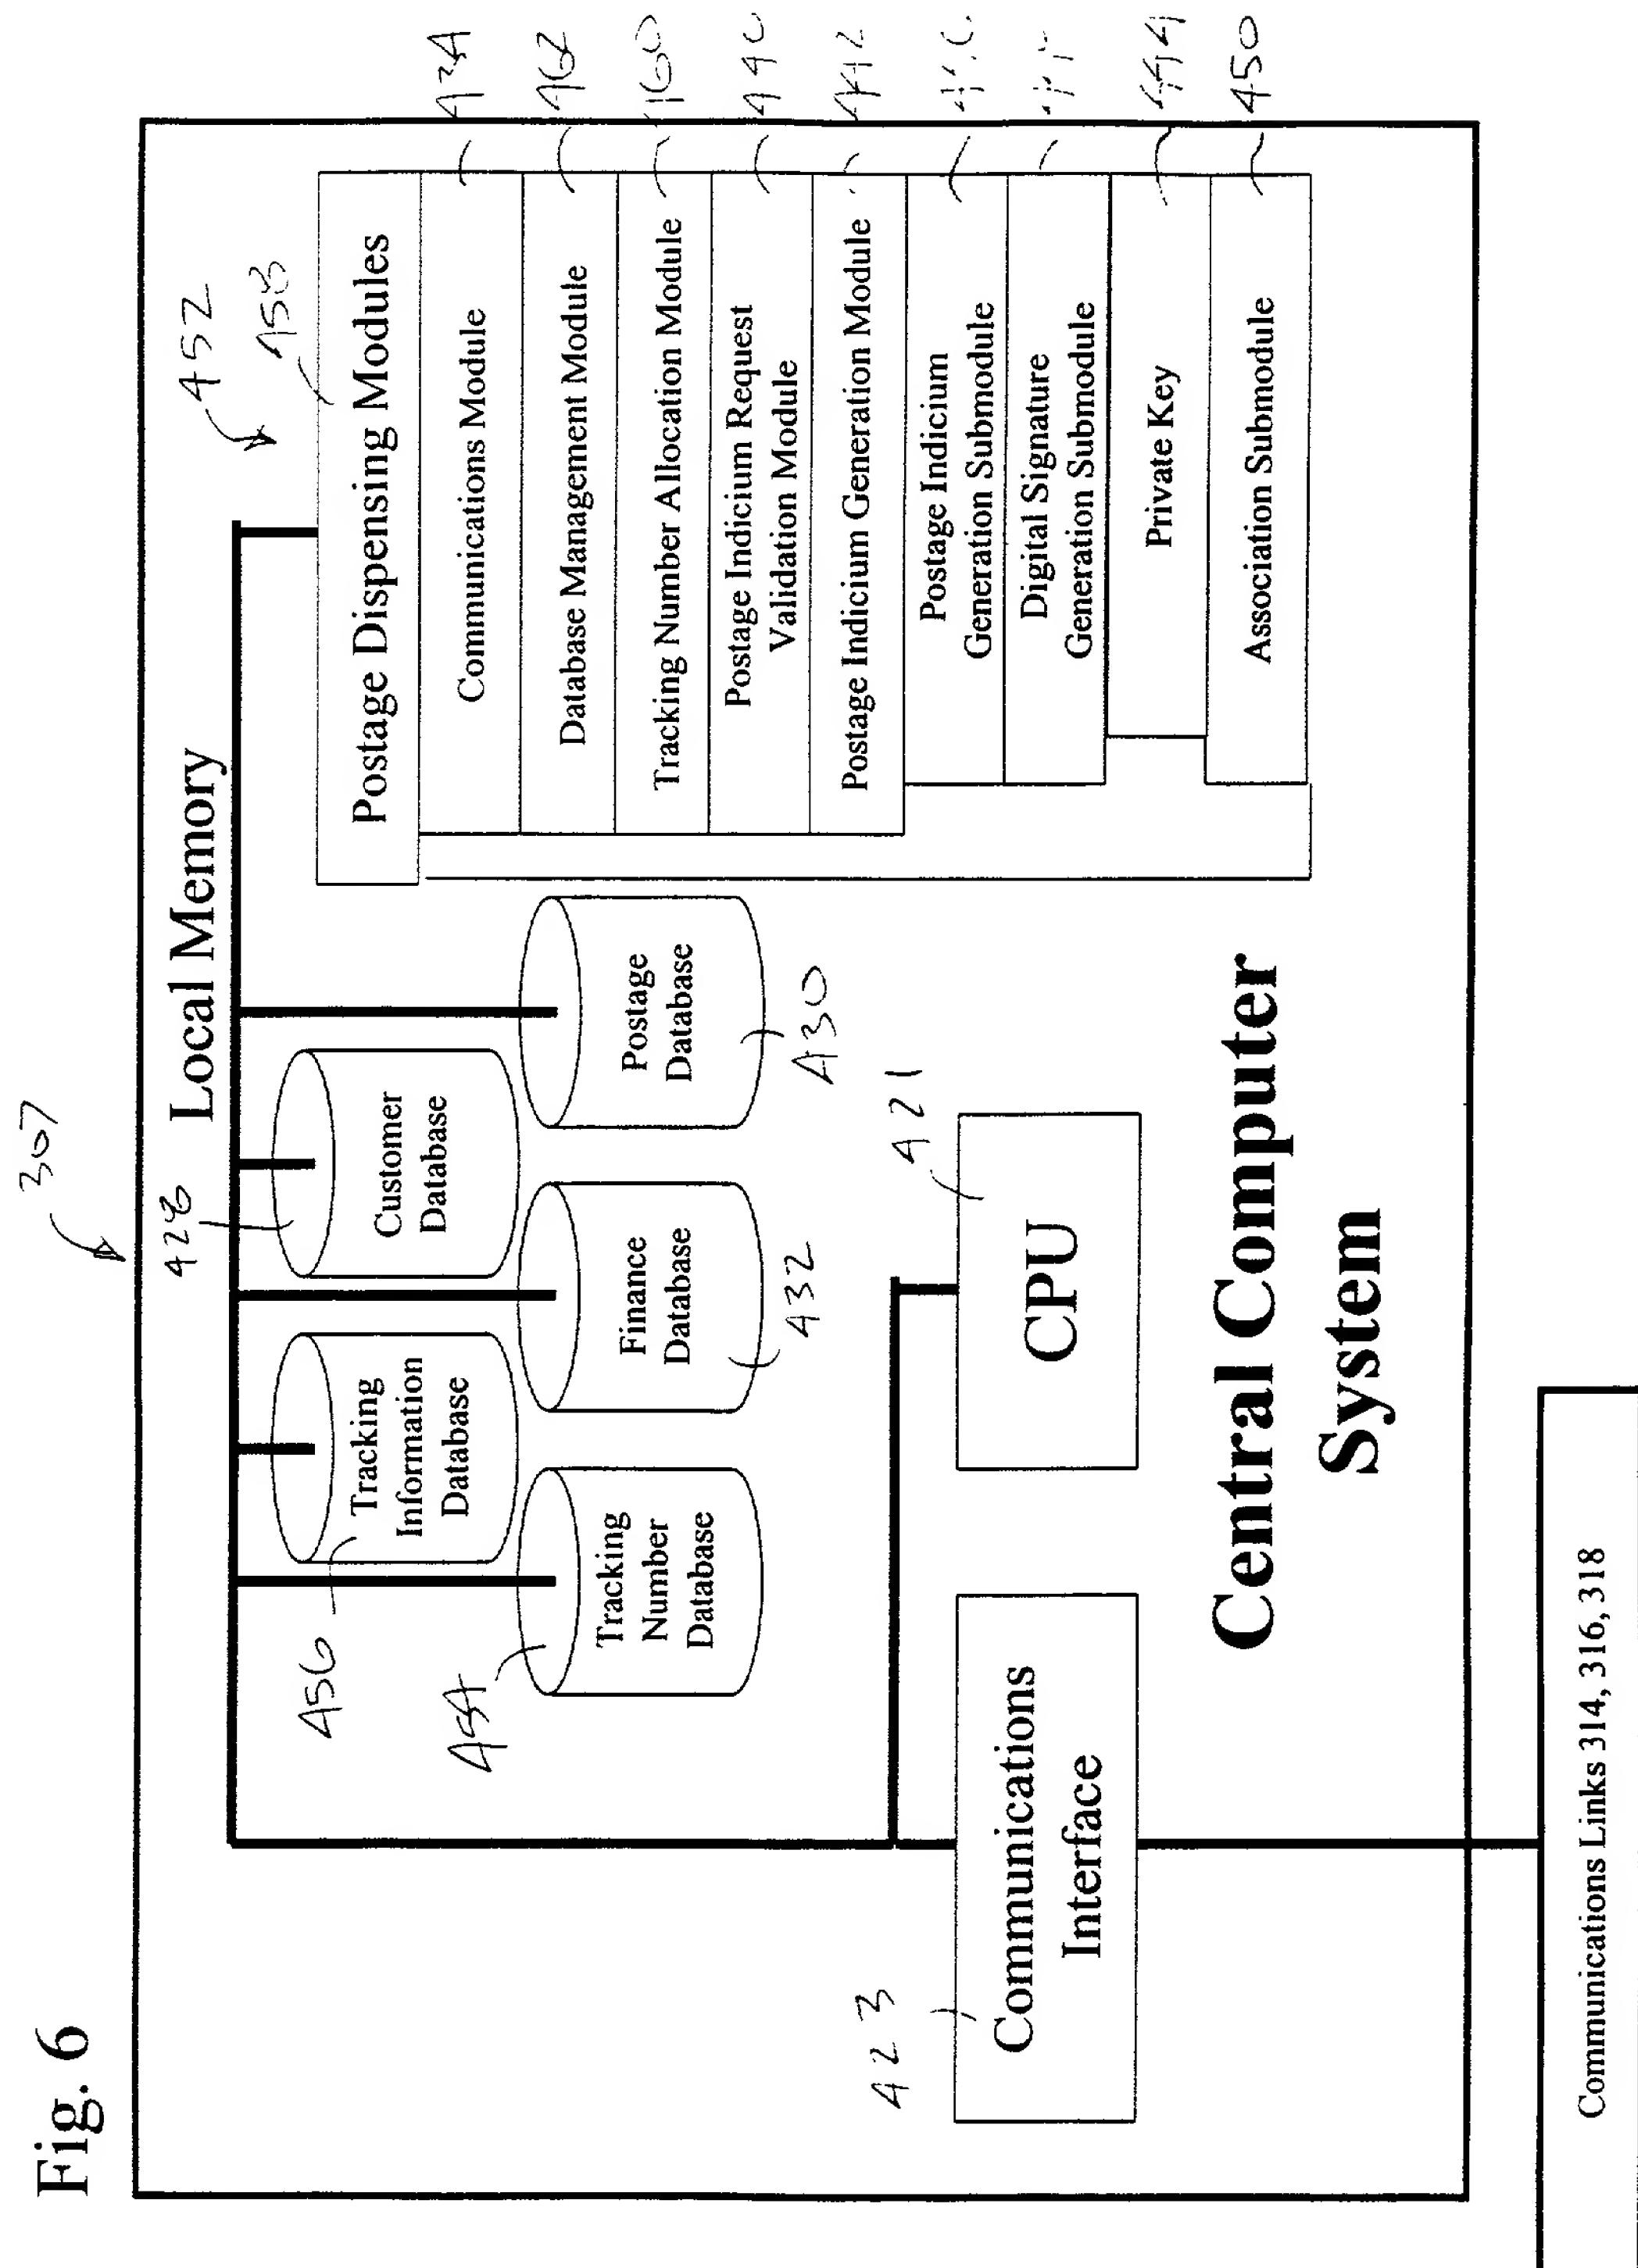 Fig. 6
307
Local Memory
452
458
428
456
454
Tracking
Information
Database
Customer
Database
Tracking
Number
Database
Finance
Database
Postage
Database
432
430
Postage Dispensing Modules
Communications Module
434
Database Management Module
462
Tracking Number Allocation Module
460
Postage Indicium Request
Validation Module
440
Postage Indicium Generation Module
442
Postage Indicium
Generation Submodule
Digital Signature
Generation Submodule
Private Key
444
Association Submodule
450
423
Communications
Interface
421
CPU
Central Computer
System
Communications Links 314, 316, 318